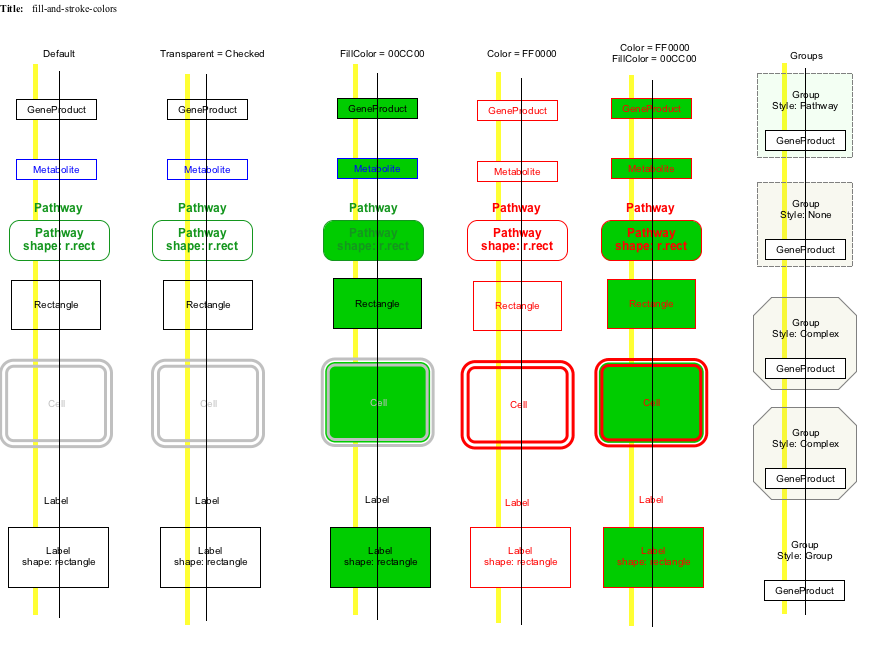 Title: fill-and-stroke-colors
Default
GeneProduct
Metabolite
Pathway
Pathway
shape: r.rect
Rectangle
Cell
Label
Label
shape: rectangle
Transparent = Checked
GeneProduct
Metabolite
Pathway
Pathway
shape: r.rect
Rectangle
Cell
Label
Label
shape: rectangle
FillColor = 00CC00
GeneProduct
Metabolite
Pathway
Pathway
shape: r.rect
Rectangle
Cell
Label
Label
shape: rectangle
Color = FF0000
GeneProduct
Metabolite
Pathway
Pathway
shape: r.rect
Rectangle
Cell
Label
Label
shape: rectangle
Color = FF0000
FillColor = 00CC00
GeneProduct
Metabolite
Pathway
Pathway
shape: r.rect
Rectangle
Cell
Label
Label
shape: rectangle
Groups
Group
Style: Pathway
GeneProduct
Group
Style: None
GeneProduct
Group
Style: Complex
GeneProduct
Group
Style: Complex
GeneProduct
Group
Style: Group
GeneProduct